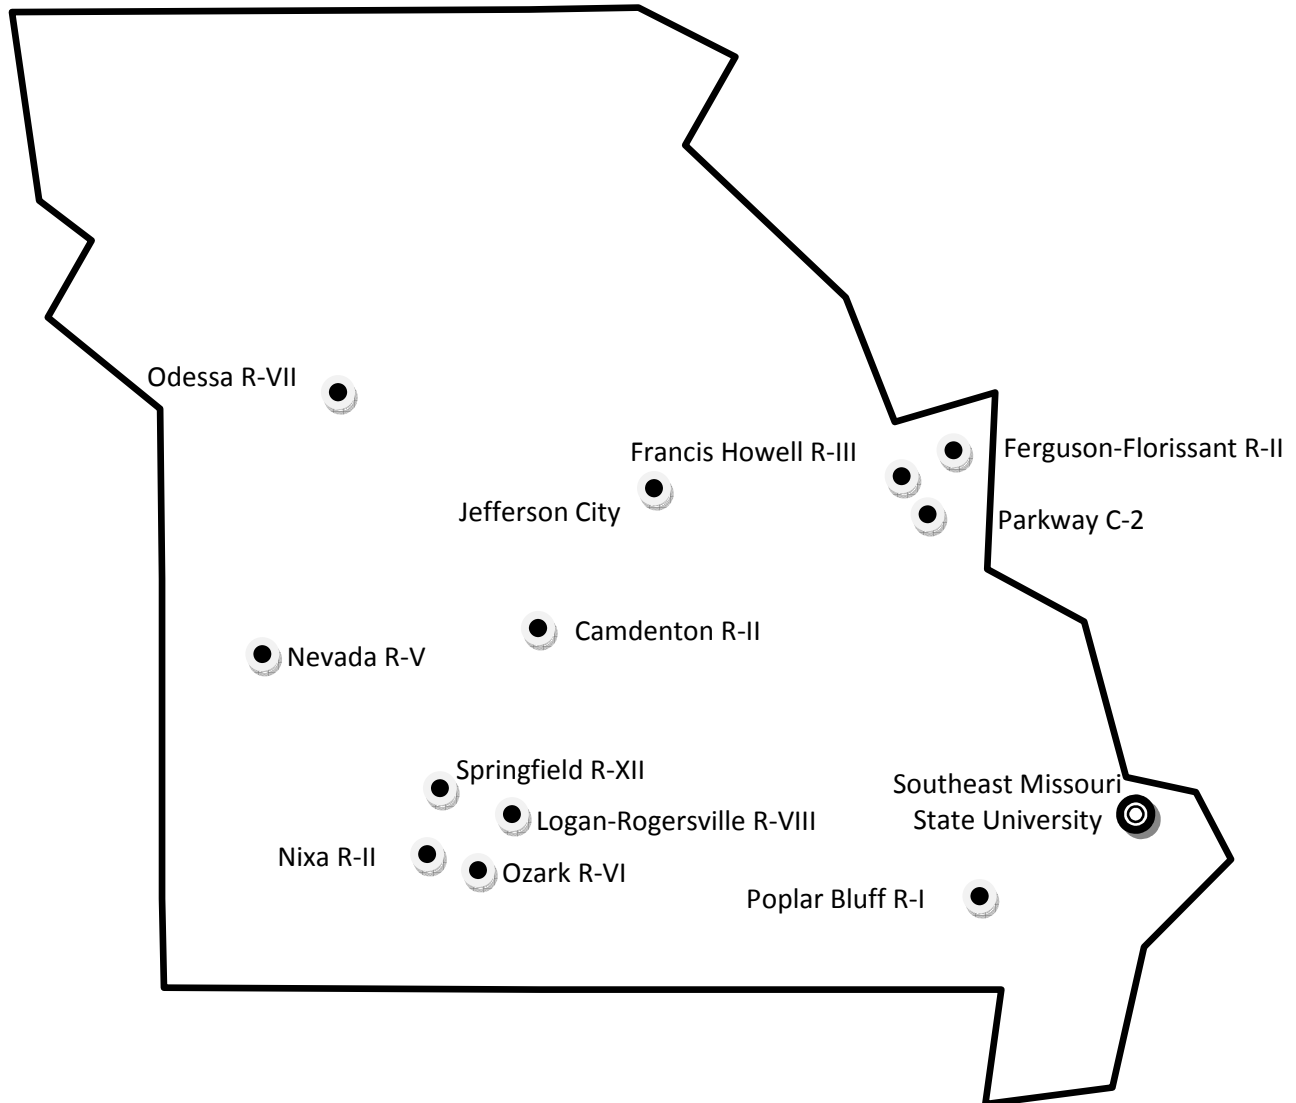 Odessa R-VII
Francis Howell R-III
Ferguson-Florissant R-II
Jefferson City
Parkway C-2
Camdenton R-II
Nevada R-V
Springfield R-XII
Southeast Missouri
State University
Logan-Rogersville R-VIII
Nixa R-II
Ozark R-VI
Poplar Bluff R-I